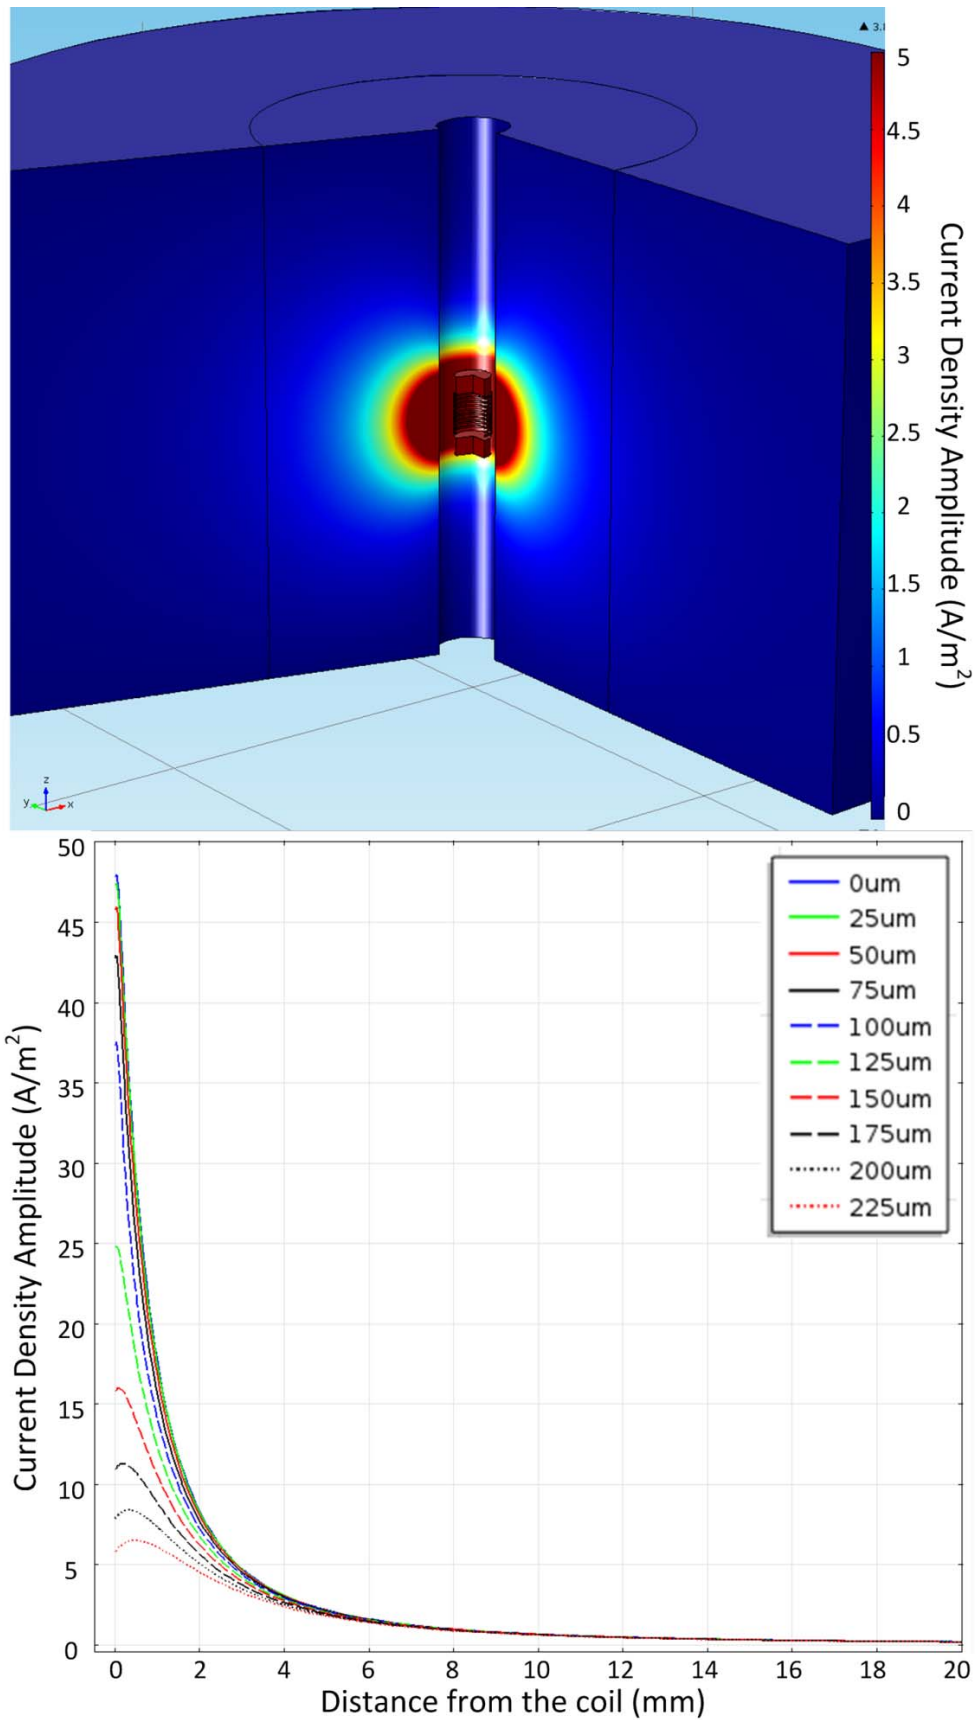 ▲ 3.8
5
4.5
4
3.5
3
2.5
2
1.5
1
0.5
0
Current Density Amplitude (A/m²)
z
y
x
50
45
40
35
30
25
20
15
10
5
0
Current Density Amplitude (A/m²)
0um
25um
50um
75um
100um
125um
150um
175um
200um
225um
0 2 4 6 8 10 12 14 16 18 20
Distance from the coil (mm)